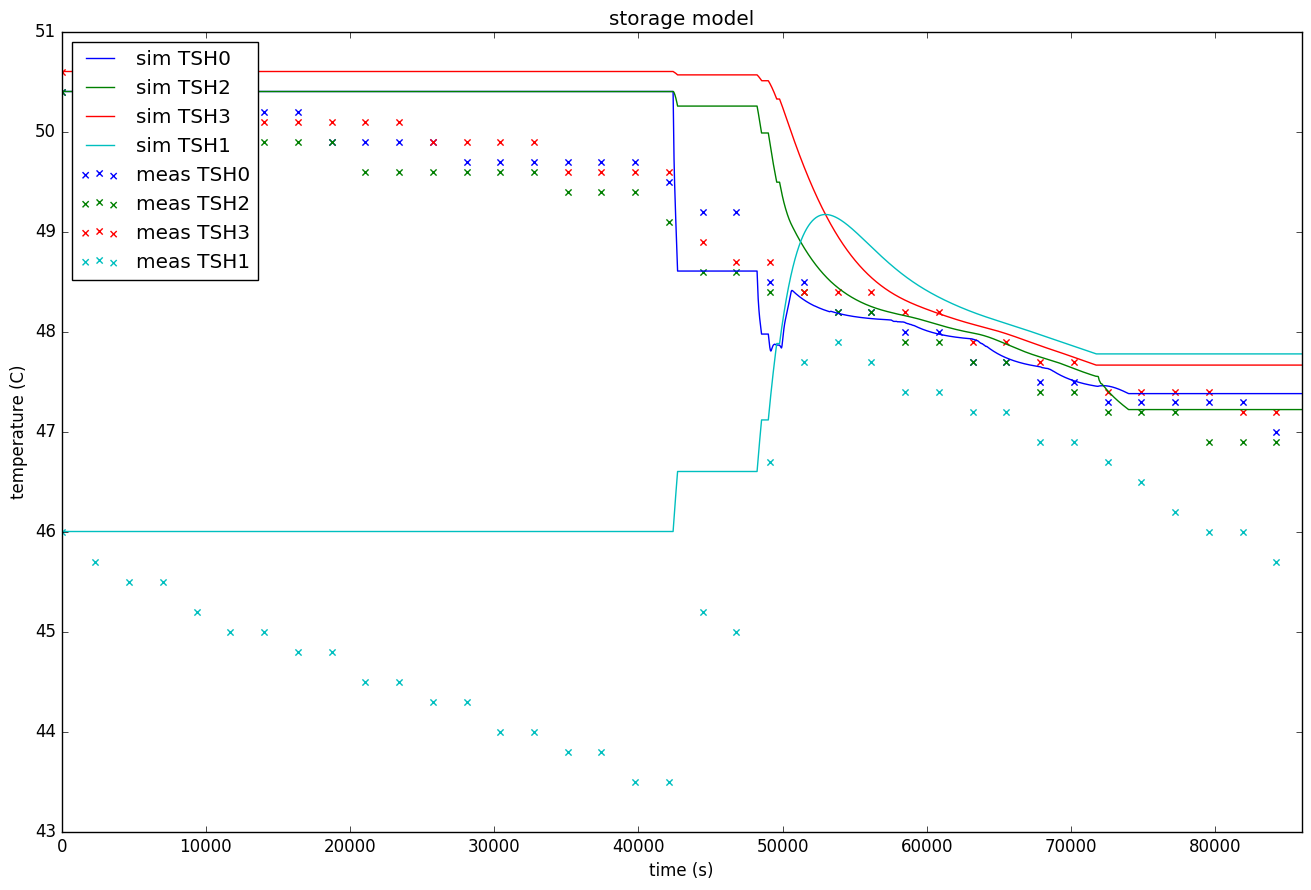 storage model
51
50
49
48
47
46
45
44
43
temperature (C)
sim TSH0
sim TSH2
sim TSH3
sim TSH1
meas TSH0
meas TSH2
meas TSH3
meas TSH1
0
10000
20000
30000
40000
50000
60000
70000
80000
time (s)